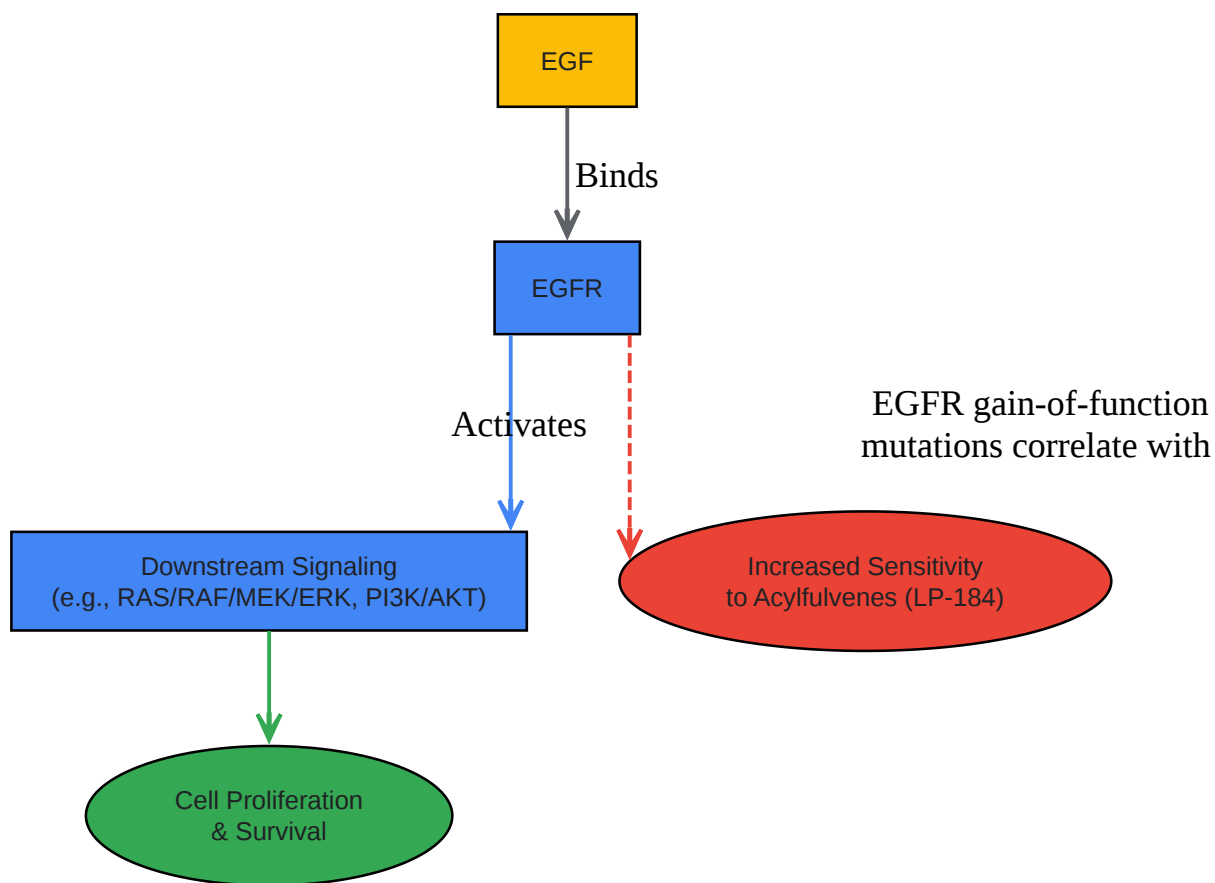 EGF
Binds
EGFR
Activates
EGFR gain-of-function
mutations correlate with
Downstream Signaling
(e.g., RAS/RAF/MEK/ERK, PI3K/AKT)
Increased Sensitivity
to Acylfulvenes (LP-184)
Cell Proliferation
& Survival